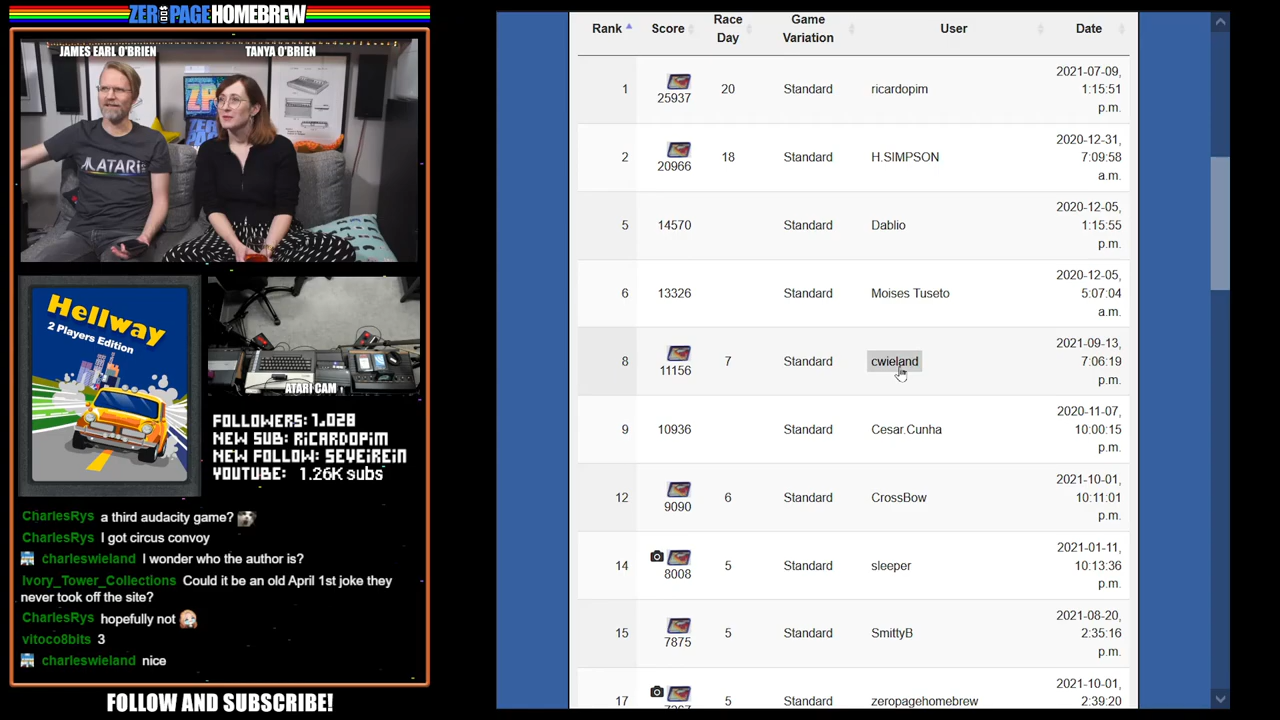 ZERO PAGE HOMEBREW
JAMES EARL O'BRIEN
TANYA O'BRIEN
ATARI
Hellway
2 Players Edition
ATARI CAM
FOLLOWERS: 1,028
NEW SUB: RICARDOPIM
NEW FOLLOW: SEVEIREIN
YOUTUBE: 1.26K subs
CharlesRys a third audacity game?
CharlesRys I got circus convoy
charleswieland I wonder who the author is?
Ivory_Tower_Collections Could it be an old April 1st joke they
never took off the site?
CharlesRys hopefully not
vitoco8bits 3
charleswieland nice
FOLLOW AND SUBSCRIBE!
Rank Score Race Day Game Variation User Date
1 25937 20 Standard ricardopim 2021-07-09, 1:15:51 p.m.
2 20966 18 Standard H.SIMPSON 2020-12-31, 7:09:58 a.m.
5 14570 Standard Dablio 2020-12-05, 1:15:55 p.m.
6 13326 Standard Moises Tuseto 2020-12-05, 5:07:04 a.m.
8 11156 7 Standard cwieland 2021-09-13, 7:06:19 p.m.
9 10936 Standard Cesar.Cunha 2020-11-07, 10:00:15 p.m.
12 9090 6 Standard CrossBow 2021-10-01, 10:11:01 p.m.
14 8008 5 Standard sleeper 2021-01-11, 10:13:36 p.m.
15 7875 5 Standard SmittyB 2021-08-20, 2:35:16 p.m.
17 5 Standard zeropagehomebrew 2021-10-01, 2:39:20